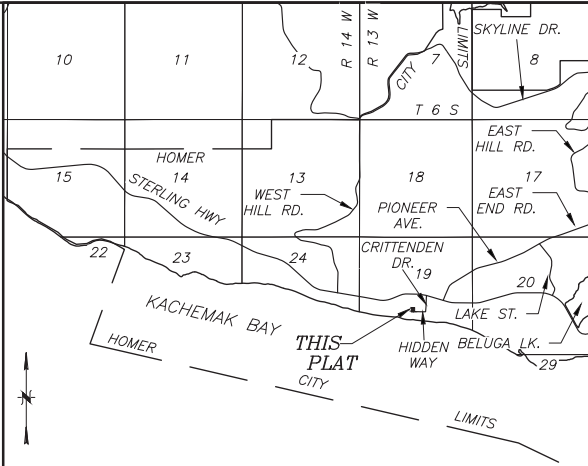 SKYLINE DR.
10
11
12
R 14 W
R 13 W
7
CITY
LIMITS
8
T 6 S
EAST
HILL RD.
HOMER
15
14
13
18
17
STERLING HWY
WEST
HILL RD.
PIONEER
AVE.
EAST
END RD.
22
23
24
CRITTENDEN
DR.
19
20
KACHEMAK BAY
THIS
PLAT
HIDDEN
WAY
LAKE ST.
BELUGA LK.
29
HOMER
CITY
LIMITS
N